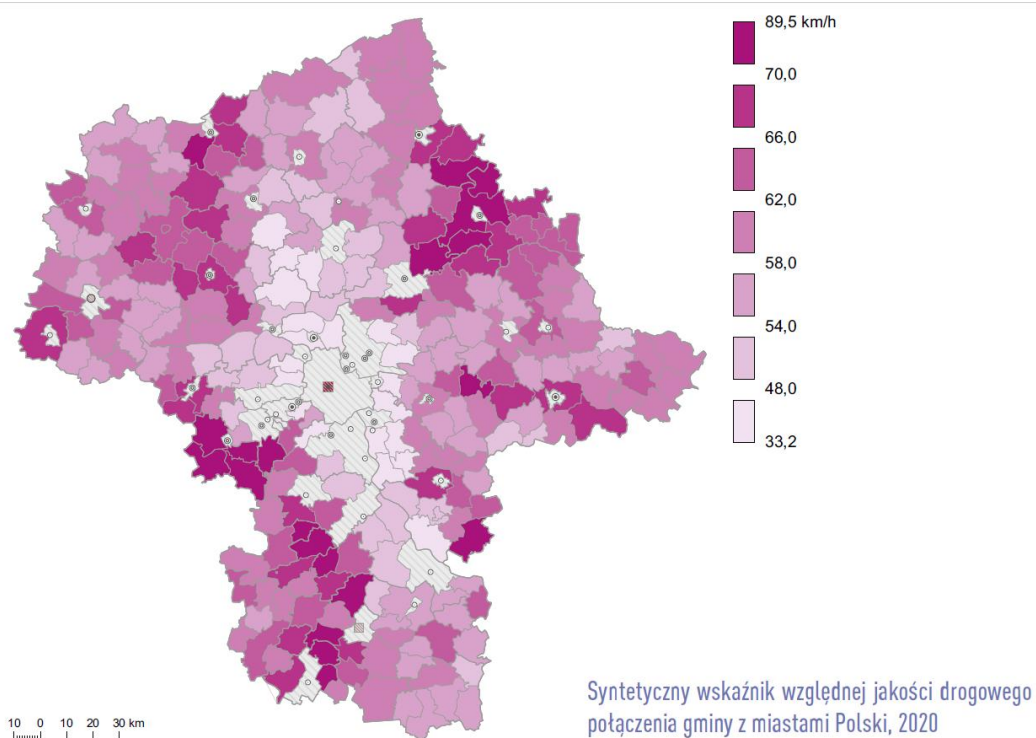 89,5 km/h
70,0
66,0
62,0
58,0
54,0
48,0
33,2
10 0 10 20 30 km
Syntetyczny wskaźnik względnej jakości drogowego
połączenia gminy z miastami Polski, 2020